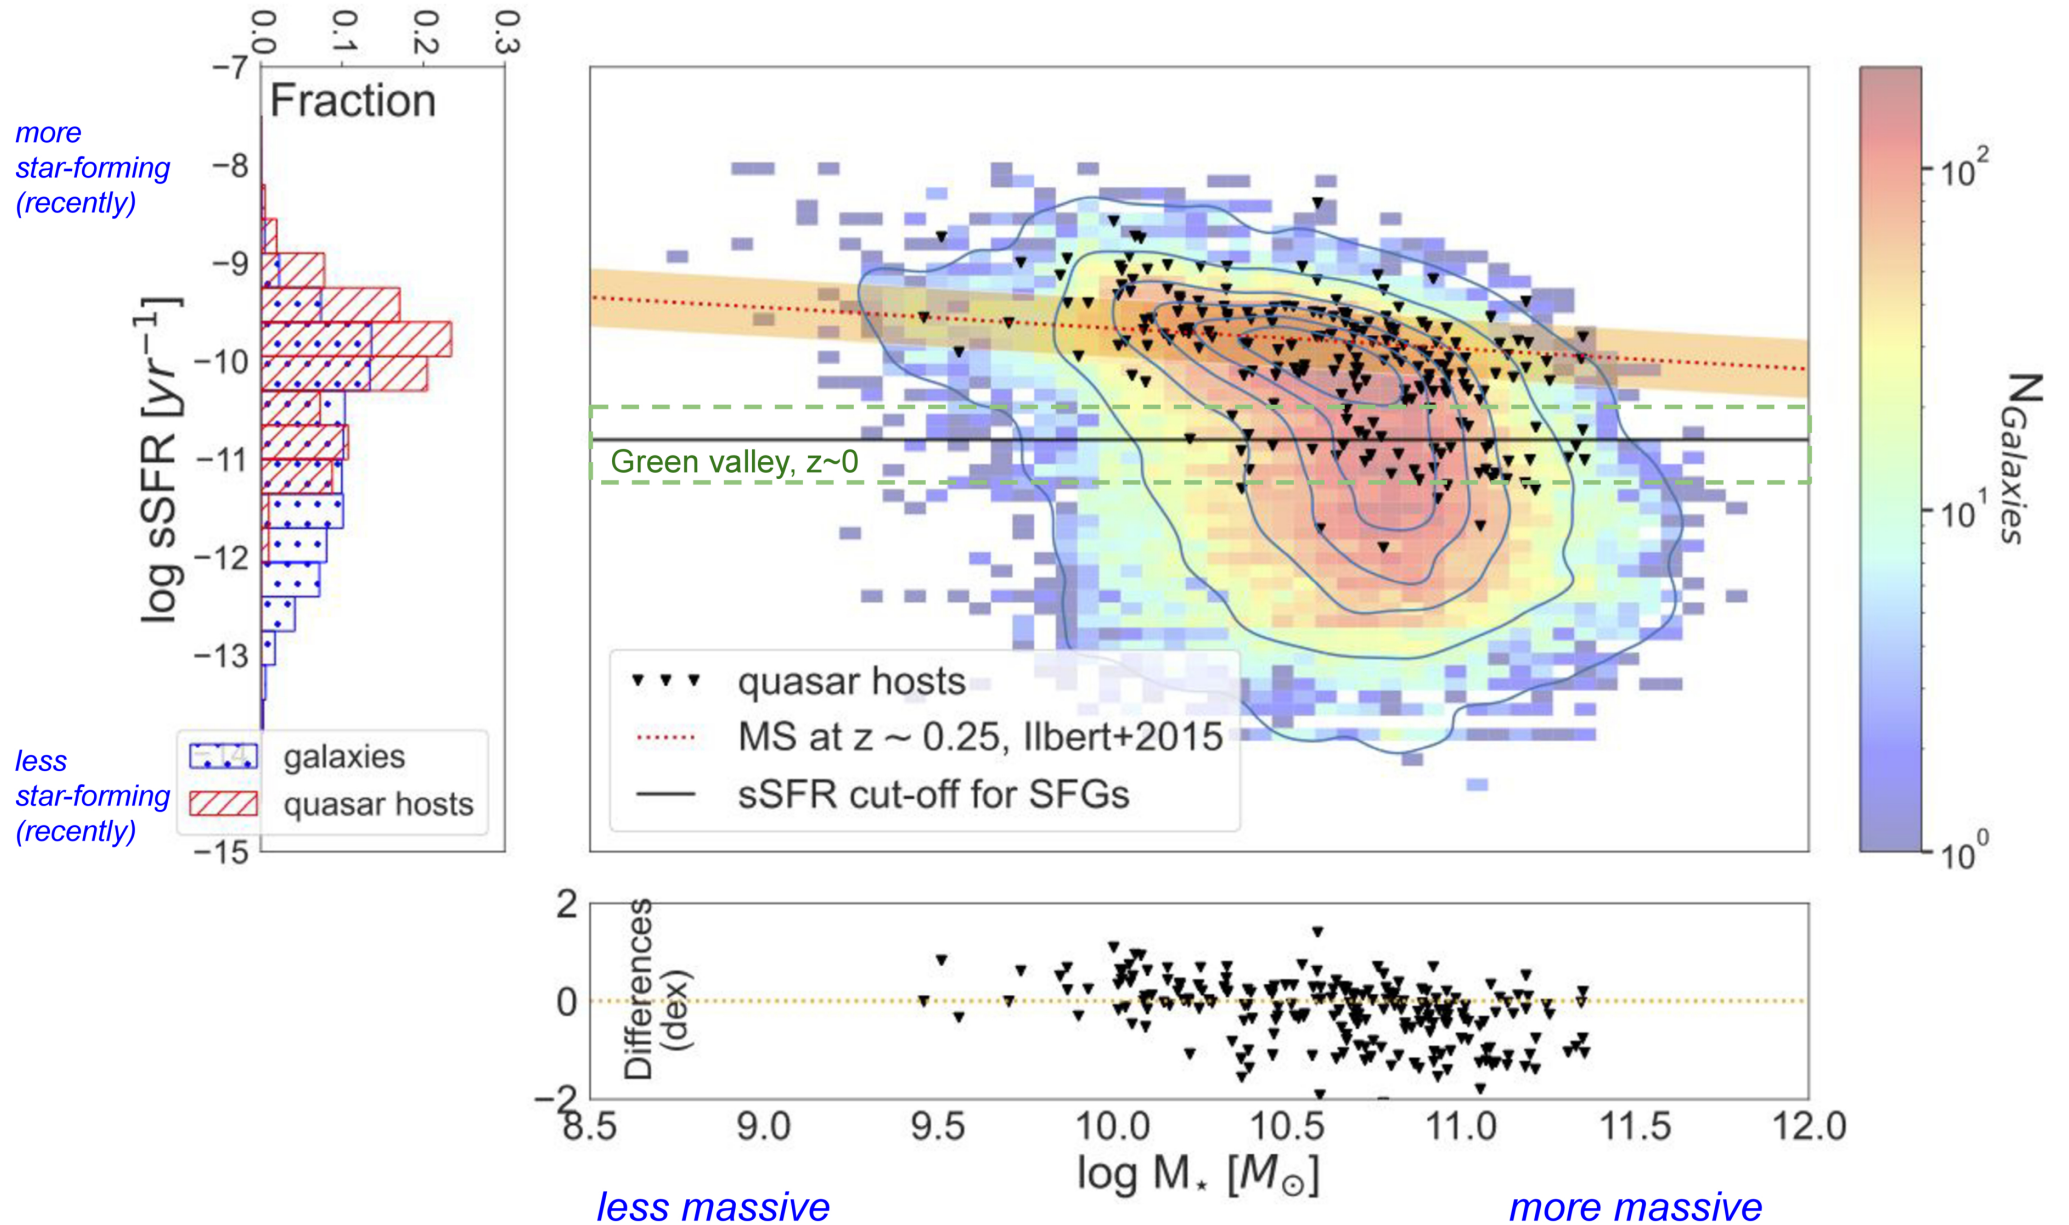 0.0 0.1 0.2 0.3
Fraction
−7
−8
−9
−10
−11
−12
−13
−14
−15
log sSFR [yr⁻¹]
more
star-forming
(recently)
less
star-forming
(recently)
galaxies
quasar hosts
Green valley, z~0
quasar hosts
MS at z ∼ 0.25, Ilbert+2015
sSFR cut-off for SFGs
10²
10¹
10⁰
N_Galaxies
2
0
−2
Differences
(dex)
8.5 9.0 9.5 10.0 10.5 11.0 11.5 12.0
log M⋆ [M⊙]
less massive
more massive